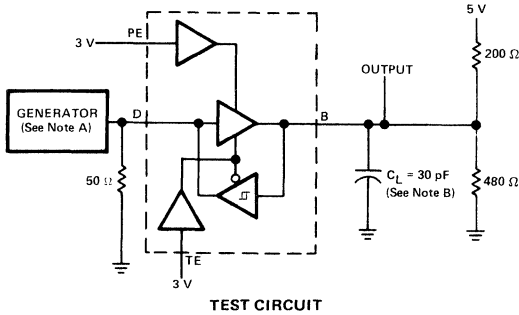 5 V
PE
3 V
200 Ω
OUTPUT
GENERATOR
(See Note A)
D
B
50 Ω
C_L = 30 pF
(See Note B)
480 Ω
TE
3 V
TEST CIRCUIT